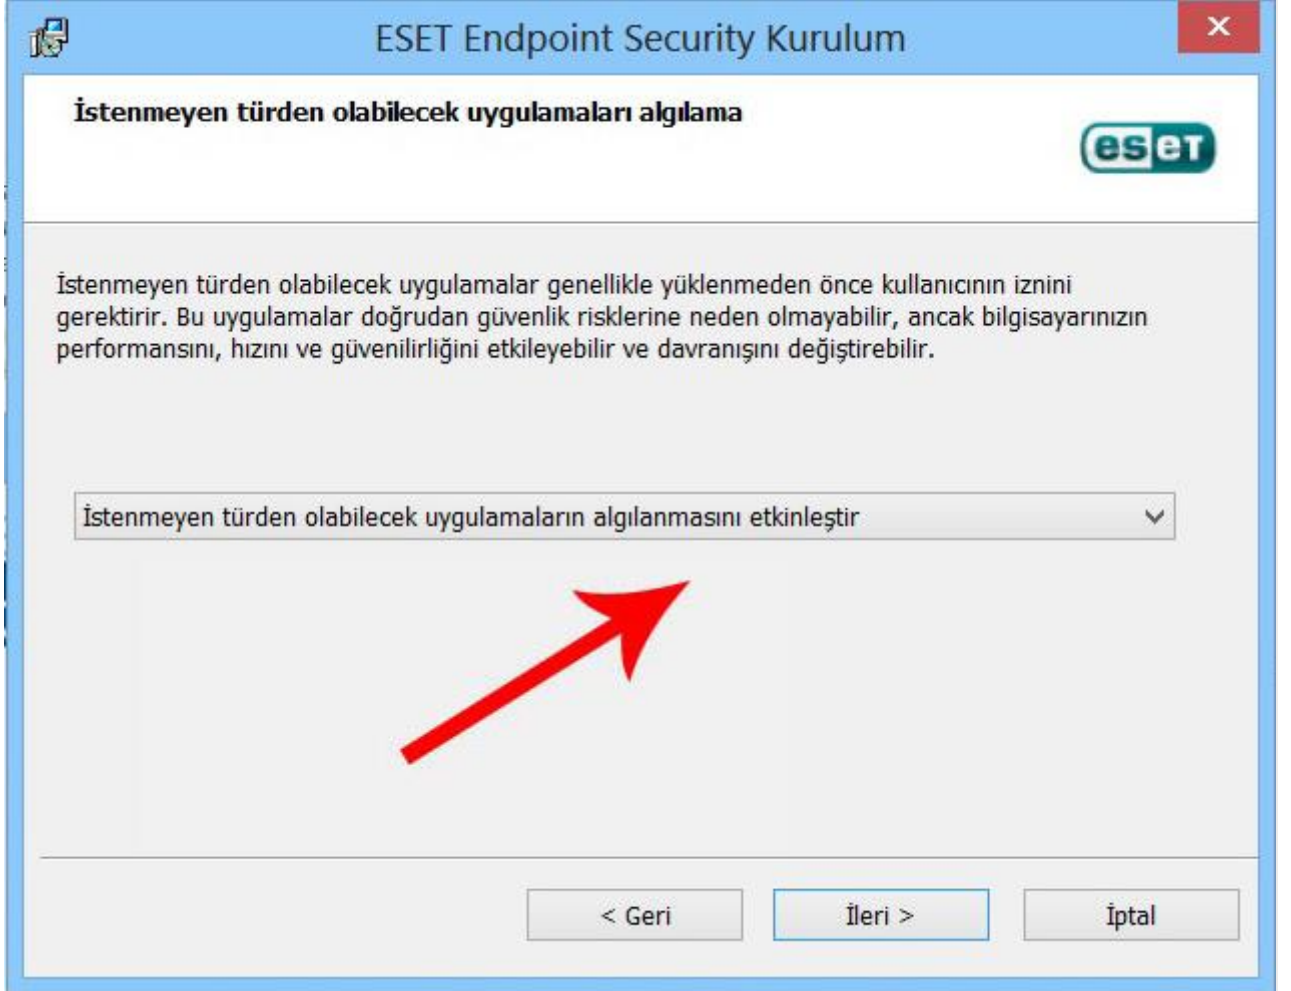 ESET Endpoint Security Kurulum
İstenmeyen türden olabilecek uygulamaları algılama
eseT
İstenmeyen türden olabilecek uygulamalar genellikle yüklenmeden önce kullanıcının iznini
gerektirir. Bu uygulamalar doğrudan güvenlik risklerine neden olmayabilir, ancak bilgisayarınızın
performansını, hızını ve güvenilirliğini etkileyebilir ve davranışını değiştirebilir.
İstenmeyen türden olabilecek uygulamaların algılanmasını etkinleştir
< Geri
İleri >
İptal